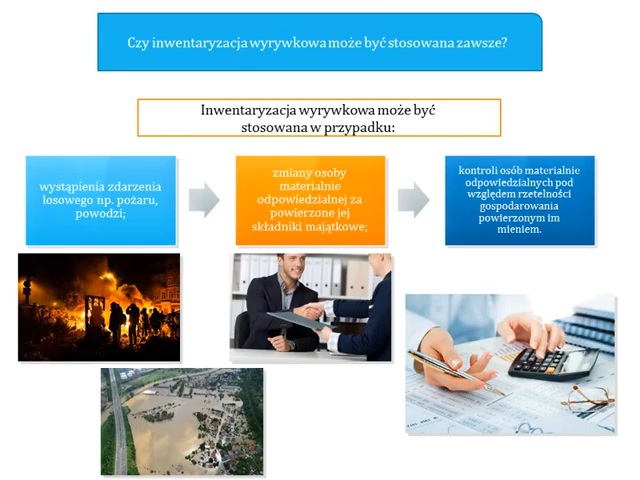 Czy inwentaryzacja wyrywkowa może być stosowana zawsze?
Inwentaryzacja wyrywkowa może być
stosowana w przypadku:
wystąpienia zdarzenia
losowego np. pożaru,
powodzi;
zmiany osoby
materialnie
odpowiedzialnej za
powierzone jej
składniki majątkowe;
kontroli osób materialnie
odpowiedzialnych pod
względem rzetelności
gospodarowania
powierzonym im
mieniem.